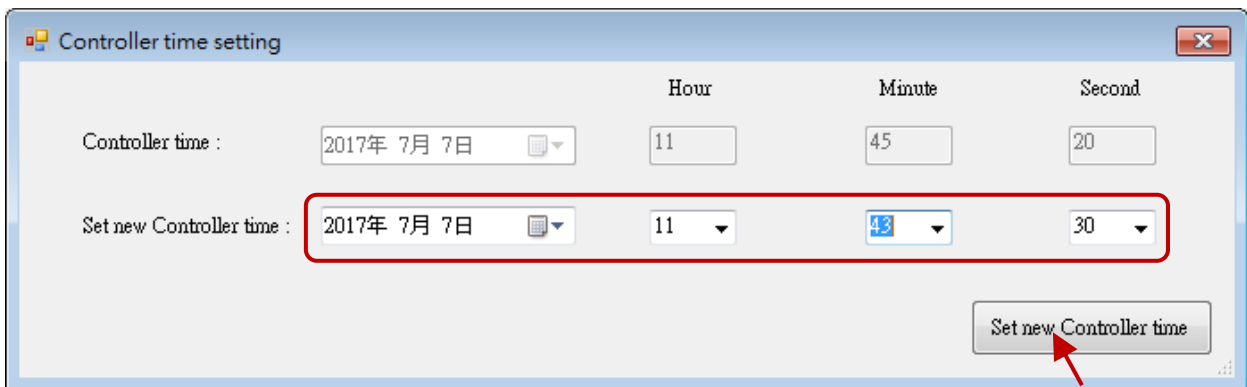 Controller time setting
Hour Minute Second
Controller time : 2017年 7月 7日 11 45 20
Set new Controller time : 2017年 7月 7日 11 43 30
Set new Controller time